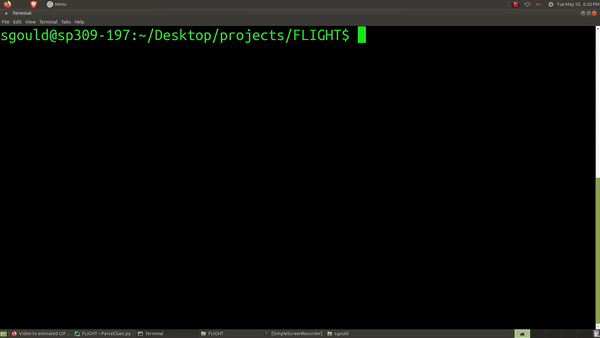 Menu
Tue May 10, 6:20 PM
Terminal
File Edit View Terminal Tabs Help
sgould@sp309-197:~/Desktop/projects/FLIGHT$
Video to animated GIF ... FLIGHT – ParseClues.py Terminal FLIGHT [SimpleScreenRecorder] sgould